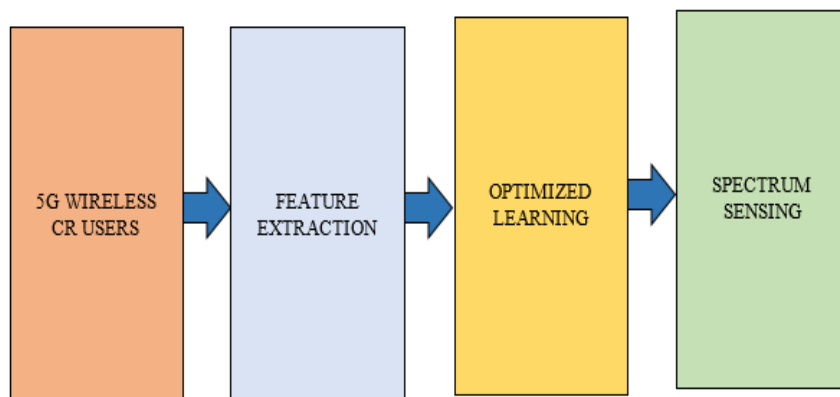 5G WIRELESS
CR USERS
FEATURE
EXTRACTION
OPTIMIZED
LEARNING
SPECTRUM
SENSING